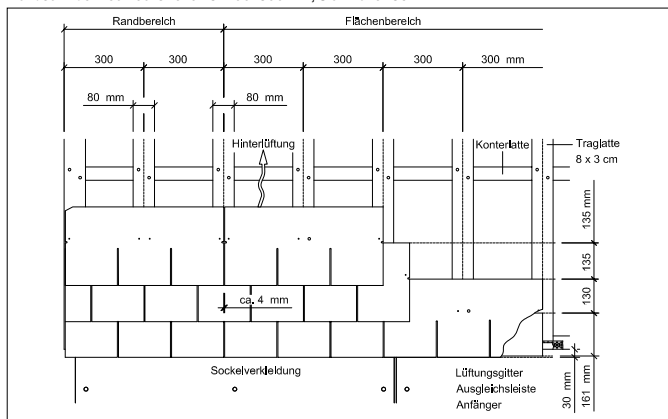 Randbereich
Flächenbereich
300
300
300
300
300
300 mm
80 mm
80 mm
Hinterlüftung
Konterlatte
Traglatte
8 x 3 cm
135 mm
135
130
161 mm
30 mm
ca. 4 mm
Sockelverkleidung
Lüftungsgitter
Ausgleichsleiste
Anfänger